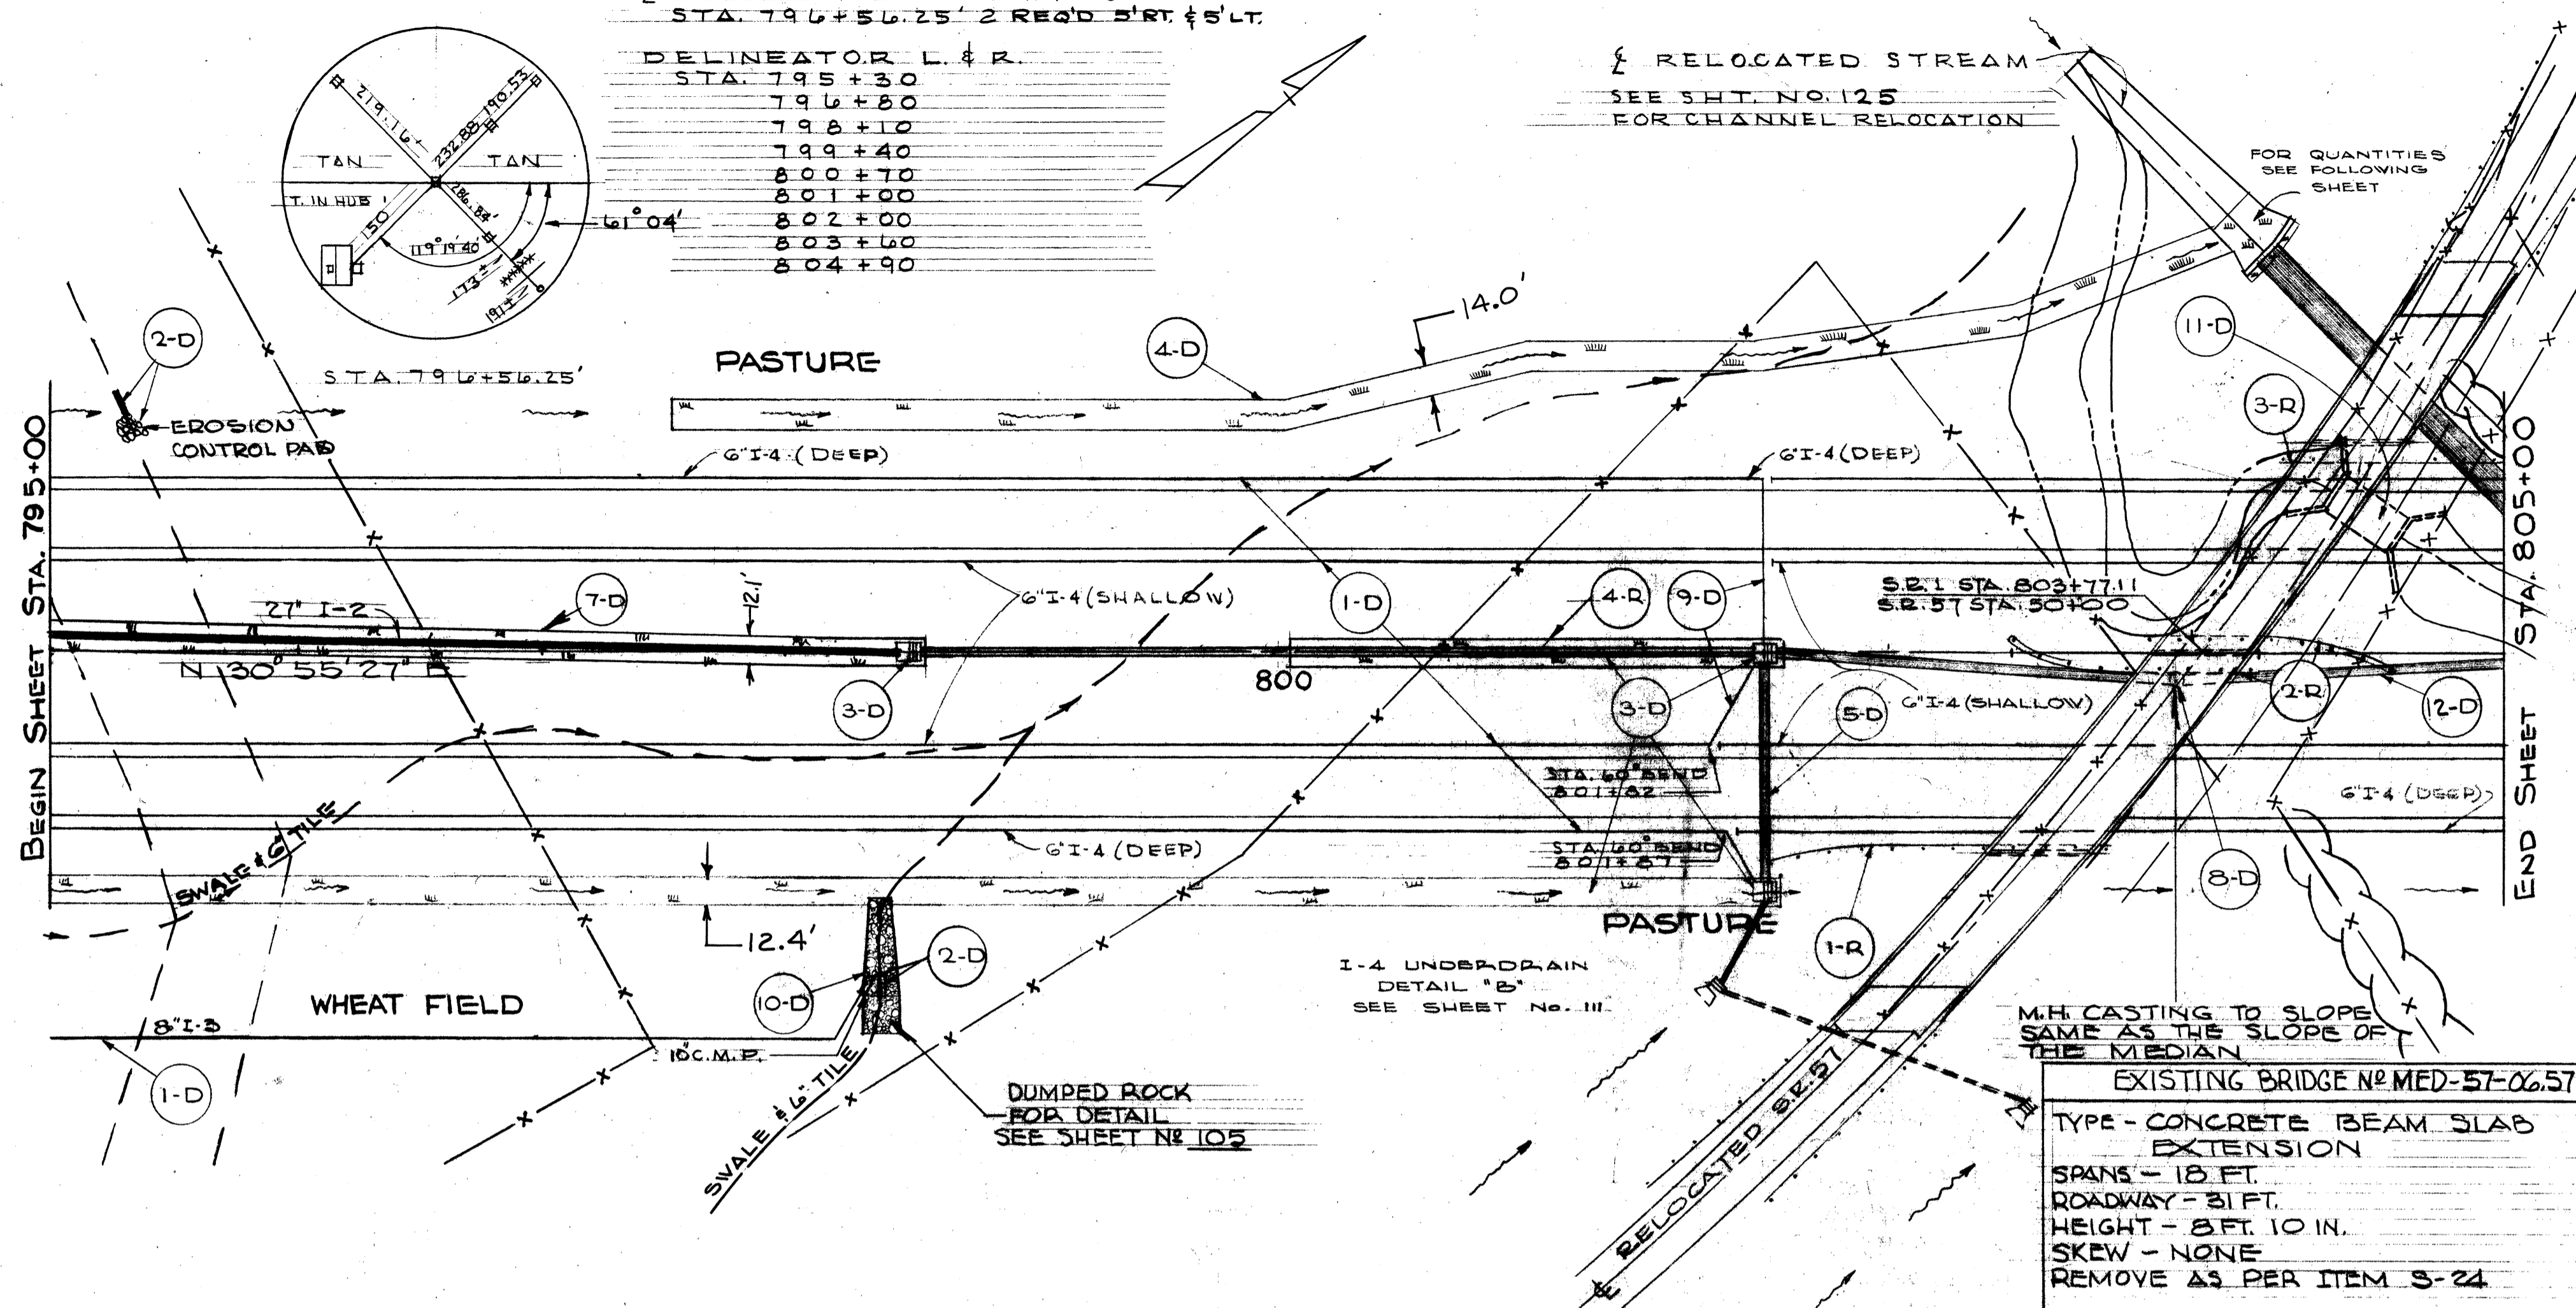 STA. 796+56.25' 2 REQ'D 5'RT. & 5'LT.
DELINEATOR L. & R.
STA. 795+30
796+80
798+10
799+40
800+70
801+00
802+00
803+60
804+90
219.16'
232.88'
190.53'
TAN
TAN
T. IN HUB
150'
286.84'
119°19'40"
61°04'
173±
191±
℄ RELOCATED STREAM
SEE SHT. NO. 125
FOR CHANNEL RELOCATION
FOR QUANTITIES
SEE FOLLOWING
SHEET
2-D
STA. 796+56.25'
PASTURE
4-D
14.0'
11-D
3-R
EROSION
CONTROL PAD
6"I-4 (DEEP)
6"I-4 (DEEP)
BEGIN SHEET STA. 795+00
END SHEET STA. 805+00
27" I-2
7-D
12.1'
6"I-4 (SHALLOW)
1-D
4-R
9-D
S.R.1 STA. 803+77.11
S.R.57 STA. 50+00
N 30° 55' 27" E
3-D
800
3-D
5-D
6"I-4 (SHALLOW)
2-R
12-D
STA. 60° BEND
801+82
6"I-4 (DEEP)
SWALE & 6" TILE
6"I-4 (DEEP)
STA. 60° BEND
801+87
8-D
12.4'
PASTURE
2-D
10-D
1-R
I-4 UNDERDRAIN
DETAIL "B"
SEE SHEET No. 111
WHEAT FIELD
8"I-3
10" C.M.P.
1-D
SWALE & 6" TILE
DUMPED ROCK
FOR DETAIL
SEE SHEET Nº 105
M.H. CASTING TO SLOPE
SAME AS THE SLOPE OF
THE MEDIAN
℄ RELOCATED S.R.57
EXISTING BRIDGE Nº MED-57-06.57
TYPE - CONCRETE BEAM SLAB
EXTENSION
SPANS - 18 FT.
ROADWAY - 31 FT.
HEIGHT - 8 FT. 10 IN.
SKEW - NONE
REMOVE AS PER ITEM S-24